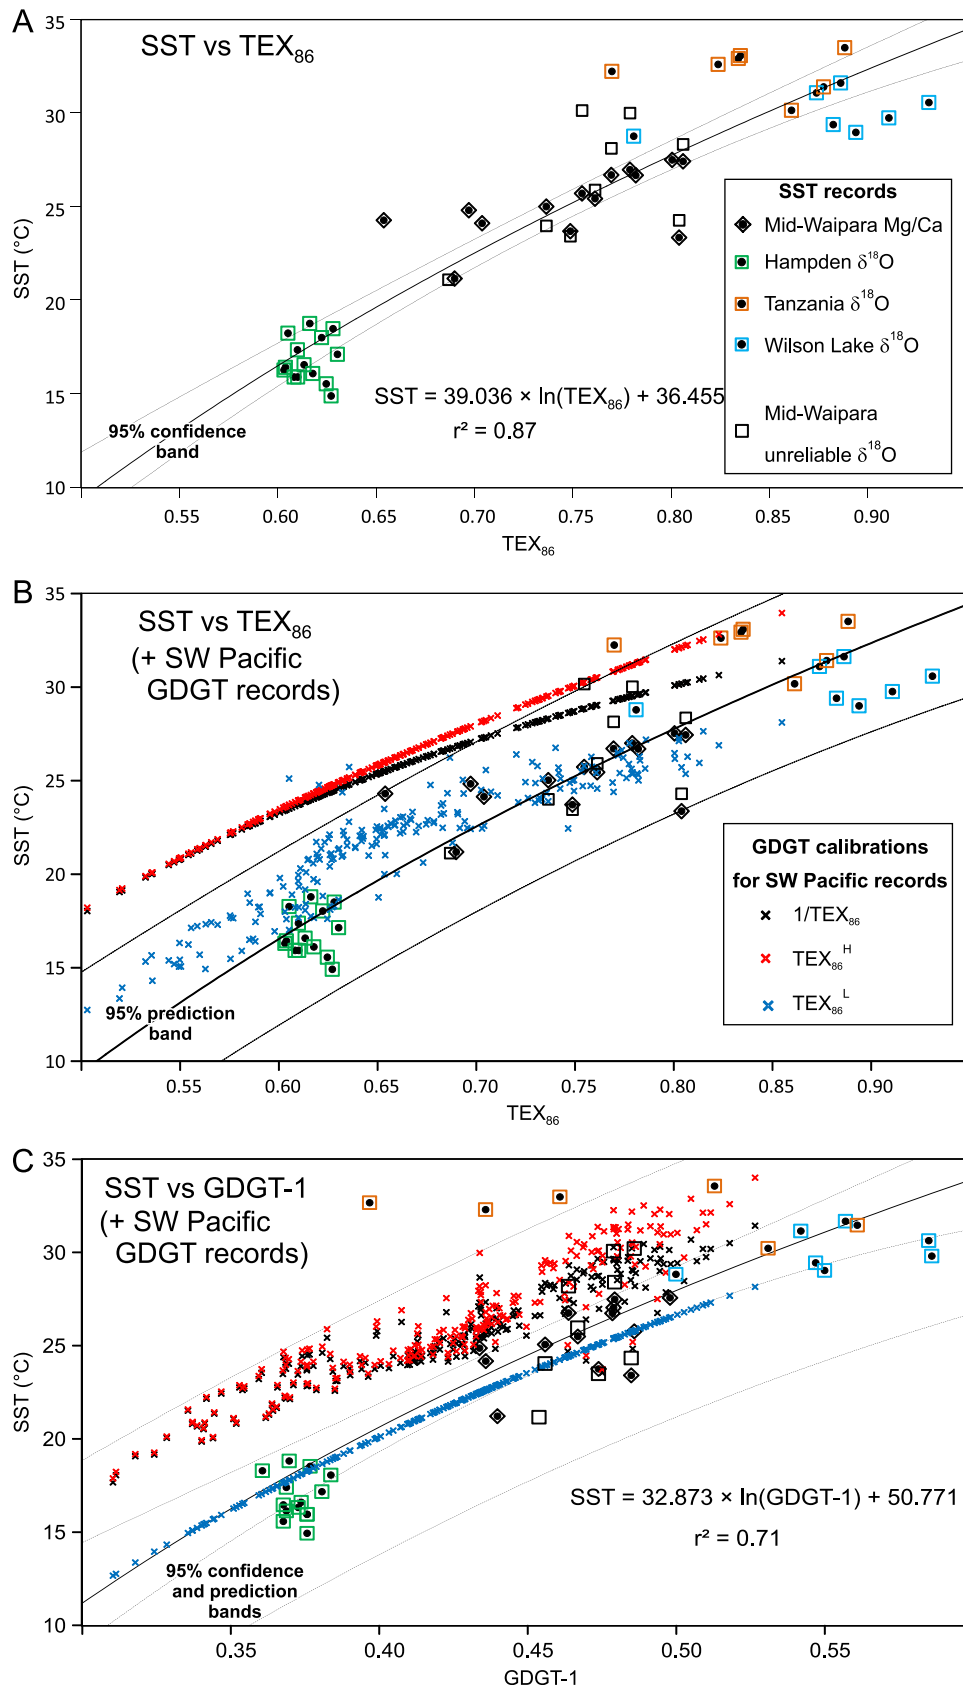 A
SST vs TEX86
35
30
25
20
15
10
SST (°C)
0.55
0.60
0.65
0.70
0.75
0.80
0.85
0.90
TEX86
95% confidence
band
SST = 39.036 × ln(TEX86) + 36.455
r² = 0.87
SST records
Mid-Waipara Mg/Ca
Hampden δ18O
Tanzania δ18O
Wilson Lake δ18O
Mid-Waipara
unreliable δ18O
B
SST vs TEX86
(+ SW Pacific
GDGT records)
35
30
25
20
15
10
SST (°C)
0.55
0.60
0.65
0.70
0.75
0.80
0.85
0.90
TEX86
95% prediction
band
GDGT calibrations
for SW Pacific records
1/TEX86
TEX86H
TEX86L
C
SST vs GDGT-1
(+ SW Pacific
GDGT records)
35
30
25
20
15
10
SST (°C)
0.35
0.40
0.45
0.50
0.55
GDGT-1
95% confidence
and prediction
bands
SST = 32.873 × ln(GDGT-1) + 50.771
r² = 0.71